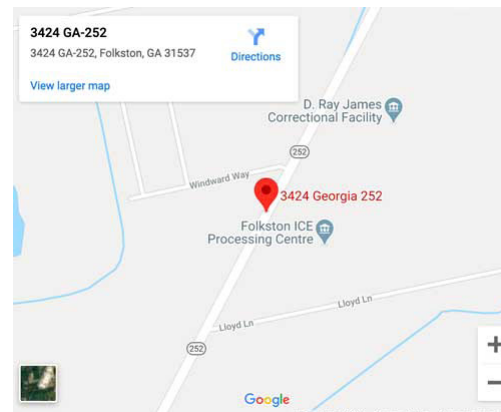 3424 GA-252
3424 GA-252, Folkston, GA 31537
Directions
View larger map
D. Ray James
Correctional Facility
252
Windward Way
3424 Georgia 252
Folkston ICE
Processing Centre
Lloyd Ln
Lloyd Ln
252
Google